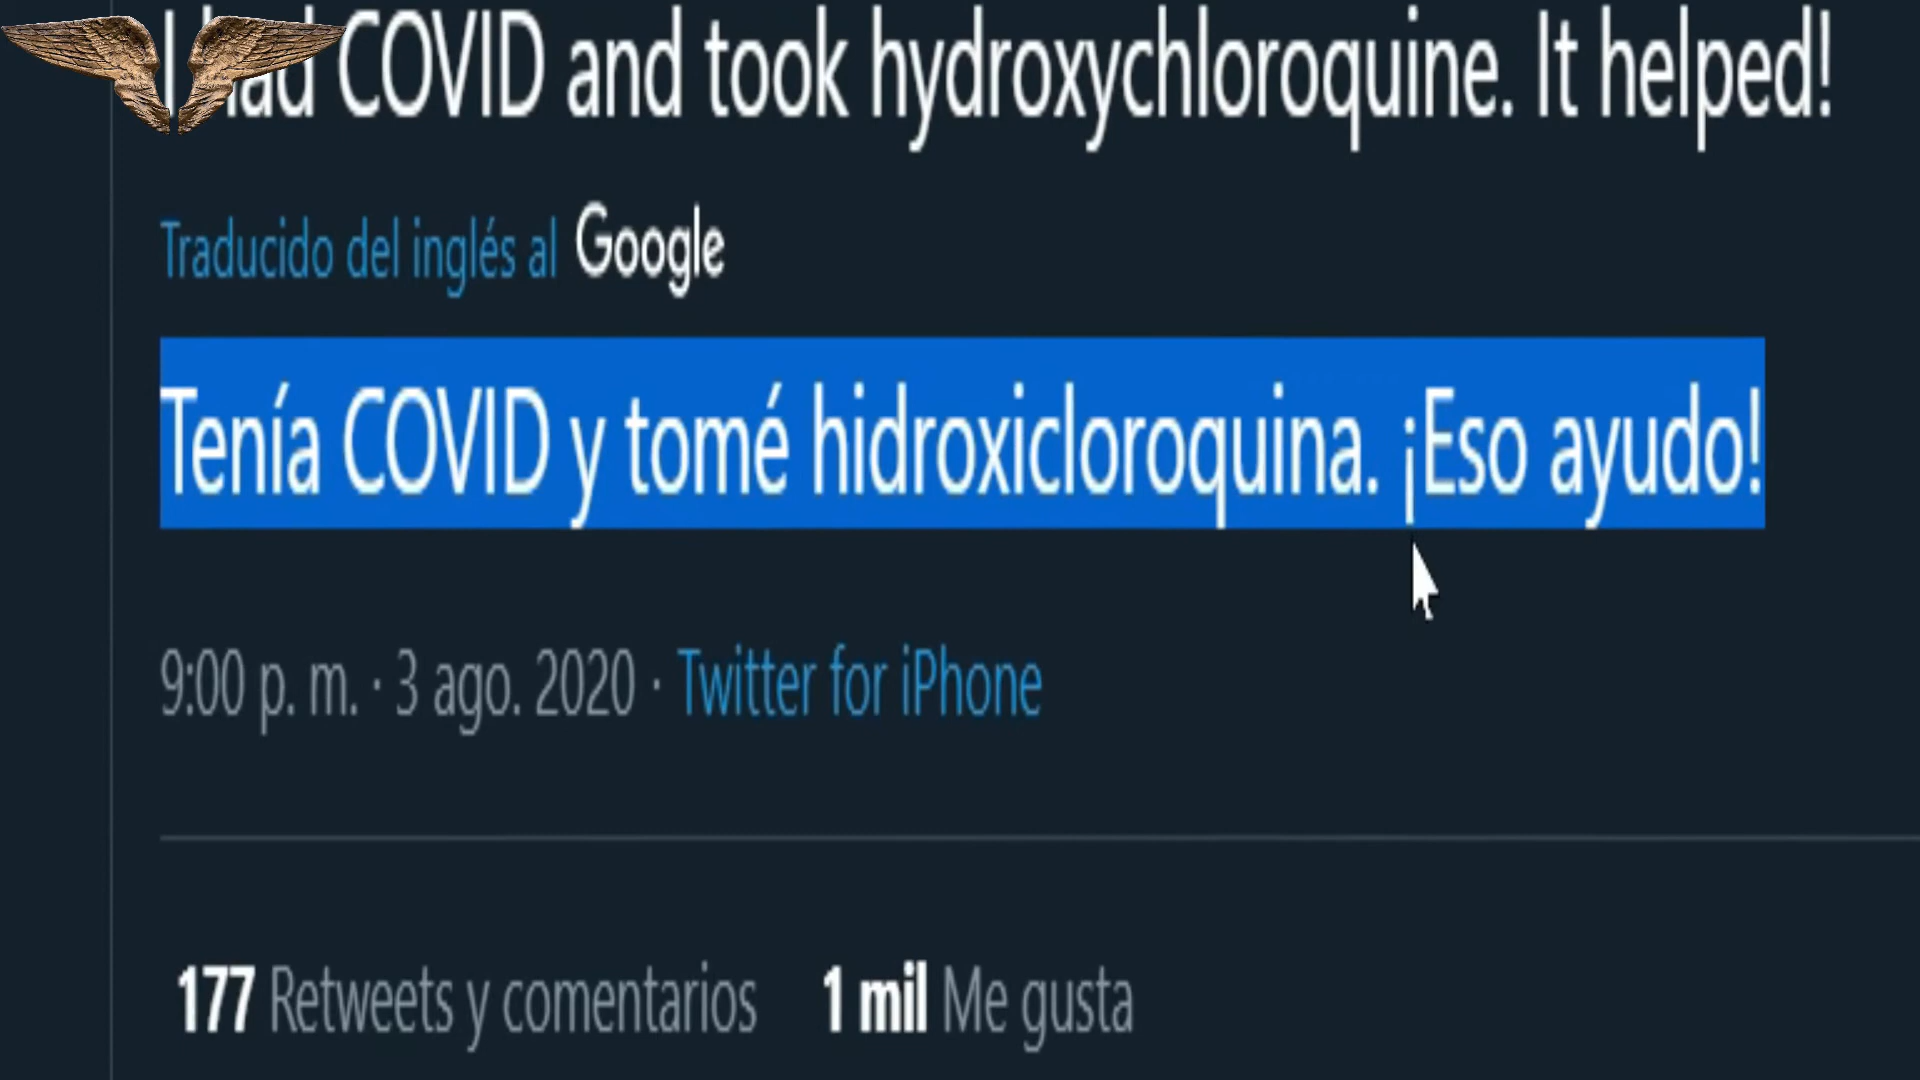 I had COVID and took hydroxychloroquine. It helped!
Traducido del inglés al Google
Tenía COVID y tomé hidroxicloroquina. ¡Eso ayudo!
9:00 p. m. · 3 ago. 2020 · Twitter for iPhone
177 Retweets y comentarios 1 mil Me gusta